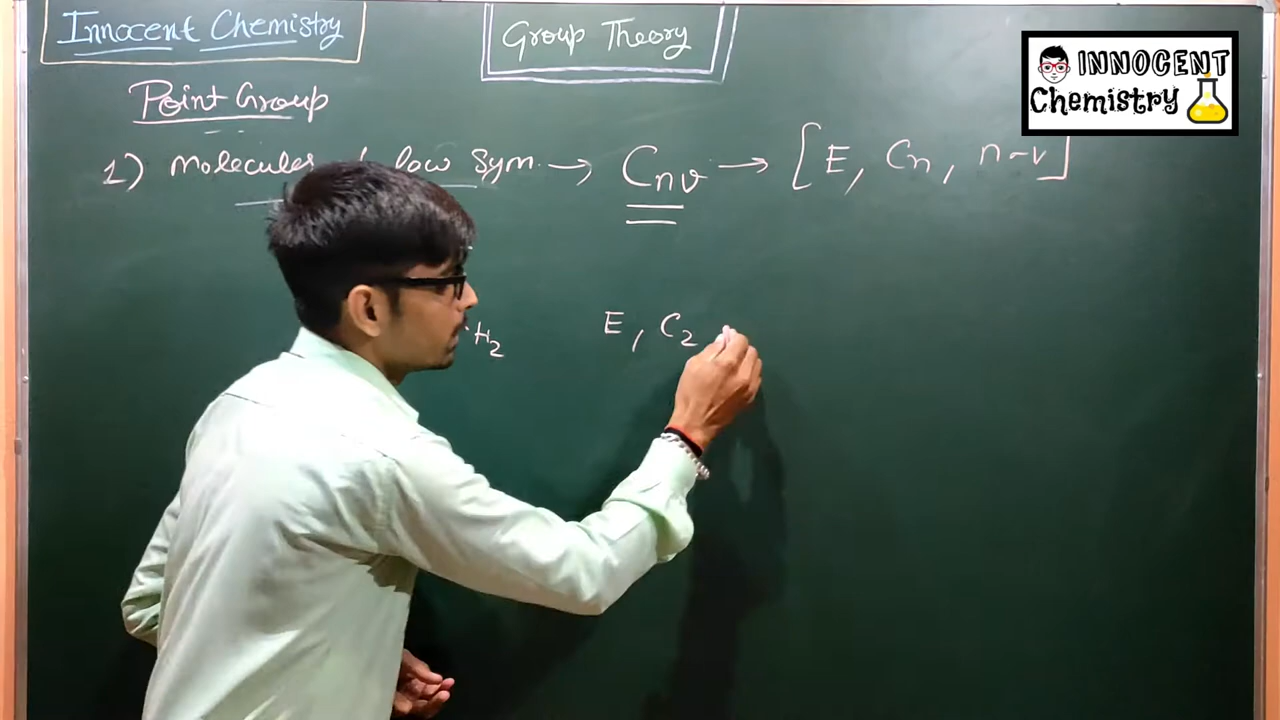 Innocent Chemistry
Group Theory
INNOCENT
Chemistry
Point Group
1) Molecules low Sym. → Cnv → [E, Cn, n-v]
H2 E, C2